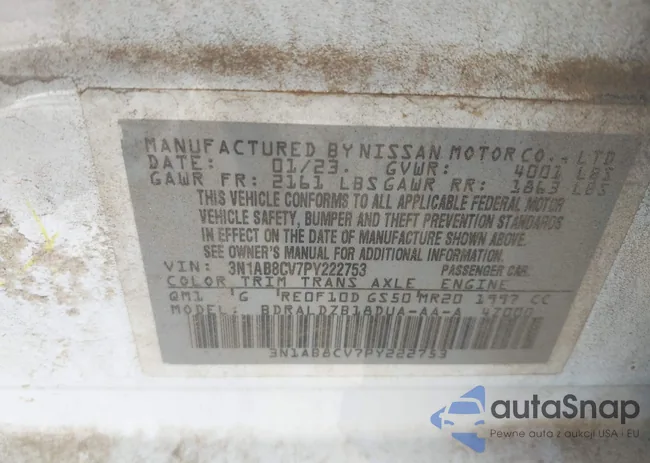 MANUFACTURED BY NISSAN MOTOR CO., LTD
DATE: 01/23. GVWR: 4001 LBS
GAWR FR: 2161 LBS GAWR RR: 1863 LBS
THIS VEHICLE CONFORMS TO ALL APPLICABLE FEDERAL MOTOR
VEHICLE SAFETY, BUMPER AND THEFT PREVENTION STANDARDS
IN EFFECT ON THE DATE OF MANUFACTURE SHOWN ABOVE.
SEE OWNER'S MANUAL FOR ADDITIONAL INFORMATION.
VIN: 3N1AB8CV7PY222753 PASSENGER CAR
COLOR TRIM TRANS AXLE ENGINE
QM1 G RE0F10D GS50 MR20 1997 CC
MODEL: BDRALDZB18DUA-AA-A 4Z000
3N1AB8CV7PY222753
autoSnap
Pewne auta z aukcji USA i EU